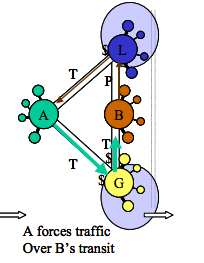 $ L
T
P
A
B
T
$
T
$ G
A forces traffic
Over B's transit